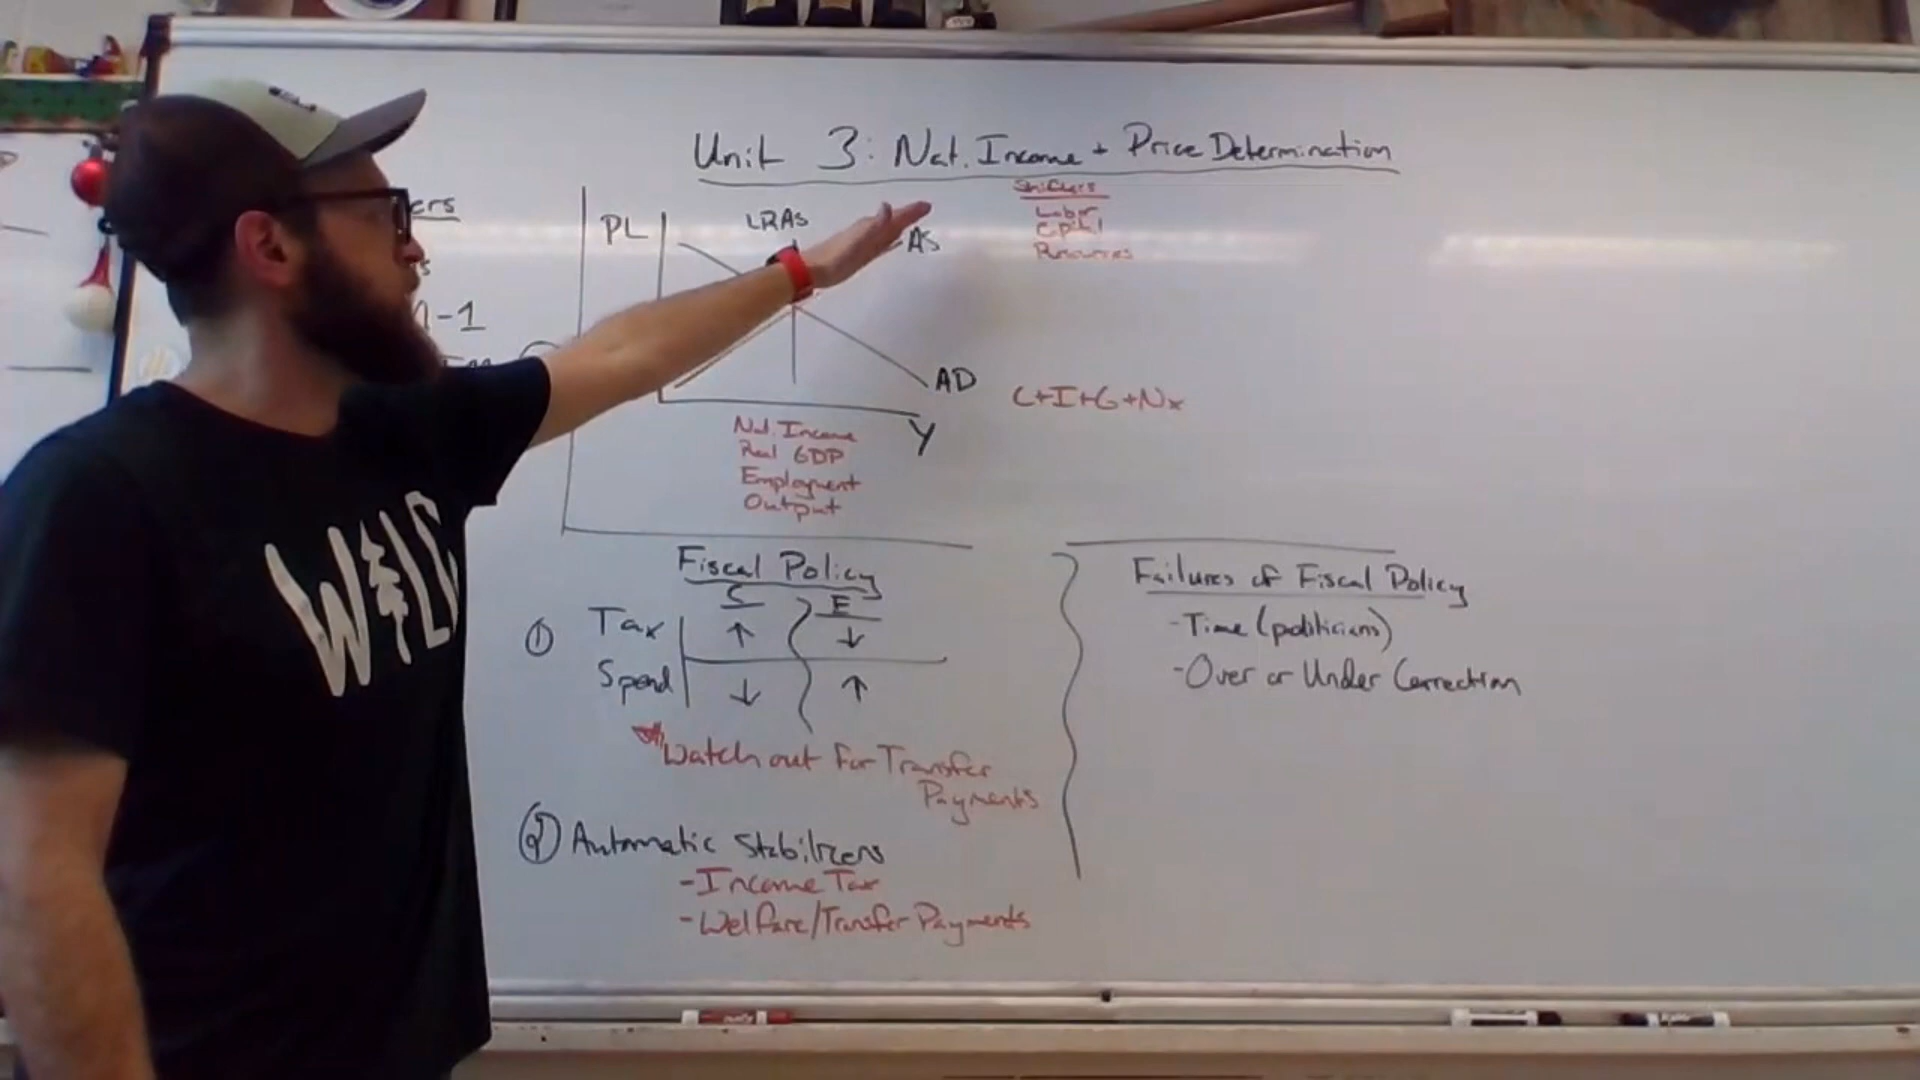 Unit 3: Nat. Income + Price Determination
ers
Shifters
Labor
Capital
Resources
PL
LRAS
AS
n-1
AD
C+I+G+Nx
Y
Nat. Income
Real GDP
Employment
Output
Fiscal Policy
C E
① Tax ↑ ↓
Spend ↓ ↑
Watch out for Transfer
Payments
② Automatic Stabilizers
-Income Tax
-Welfare/Transfer Payments
Failures of Fiscal Policy
-Time (politicians)
-Over or Under Correction
WILD